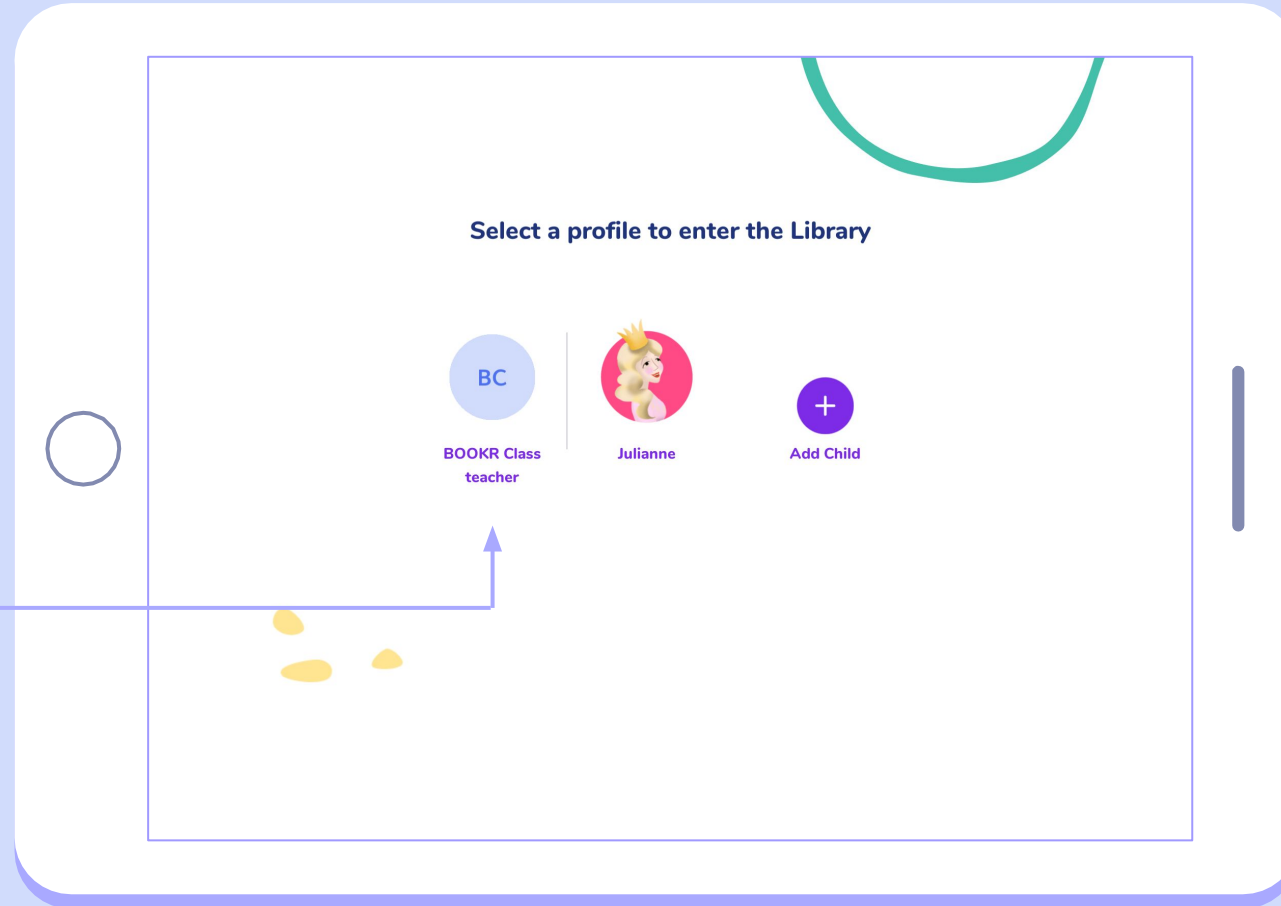 Select a profile to enter the Library
BC
BOOKR Class
teacher
Julianne
Add Child